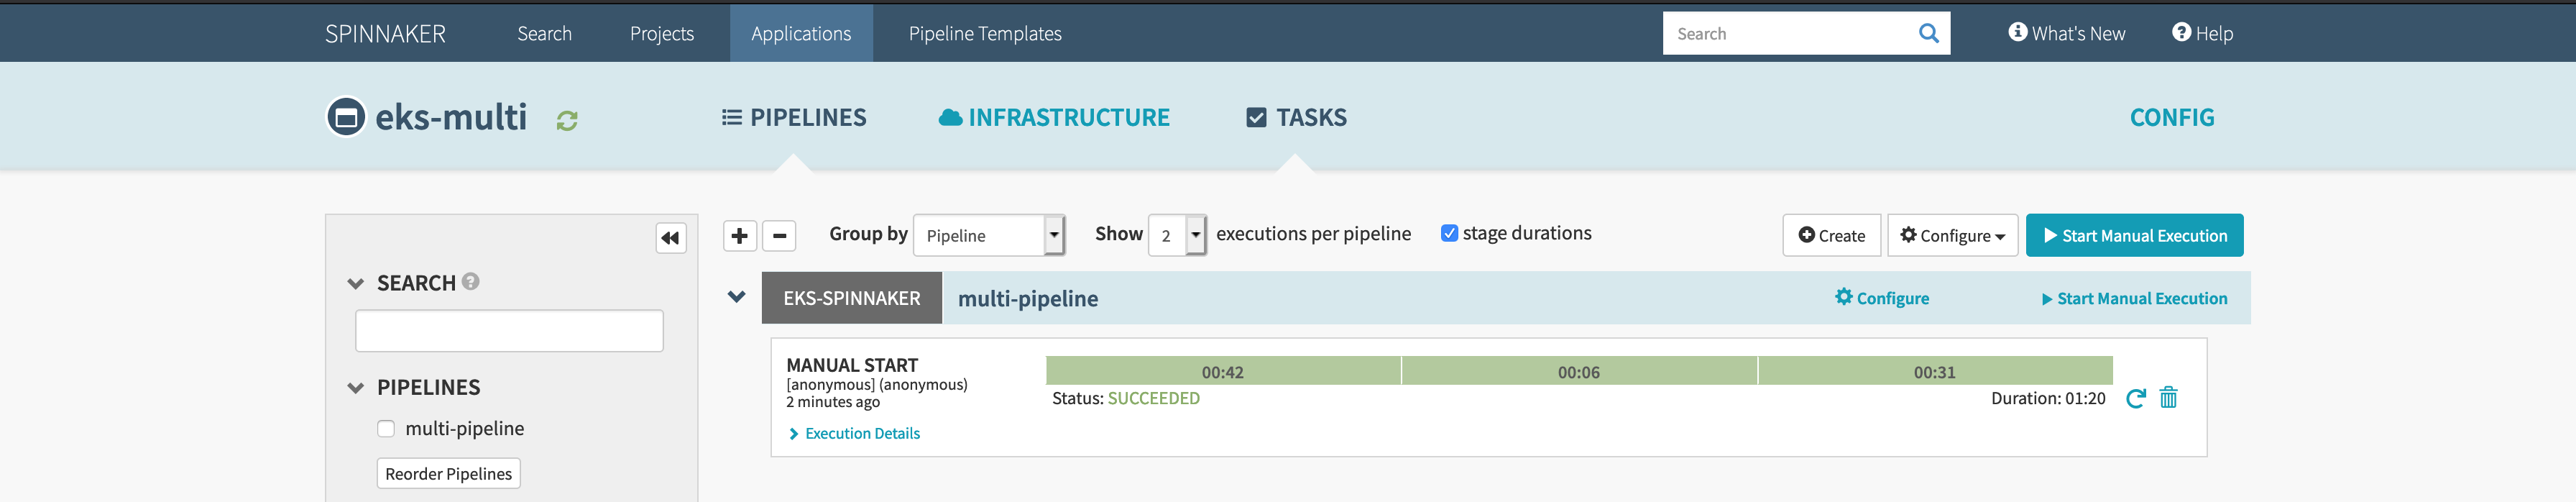 SPINNAKER Search Projects Applications Pipeline Templates Search What's New Help
eks-multi PIPELINES INFRASTRUCTURE TASKS CONFIG
Group by Pipeline Show 2 executions per pipeline stage durations Create Configure Start Manual Execution
SEARCH
EKS-SPINNAKER multi-pipeline Configure Start Manual Execution
MANUAL START 00:42 00:06 00:31
[anonymous] (anonymous)
2 minutes ago
Status: SUCCEEDED Duration: 01:20
Execution Details
PIPELINES
multi-pipeline
Reorder Pipelines